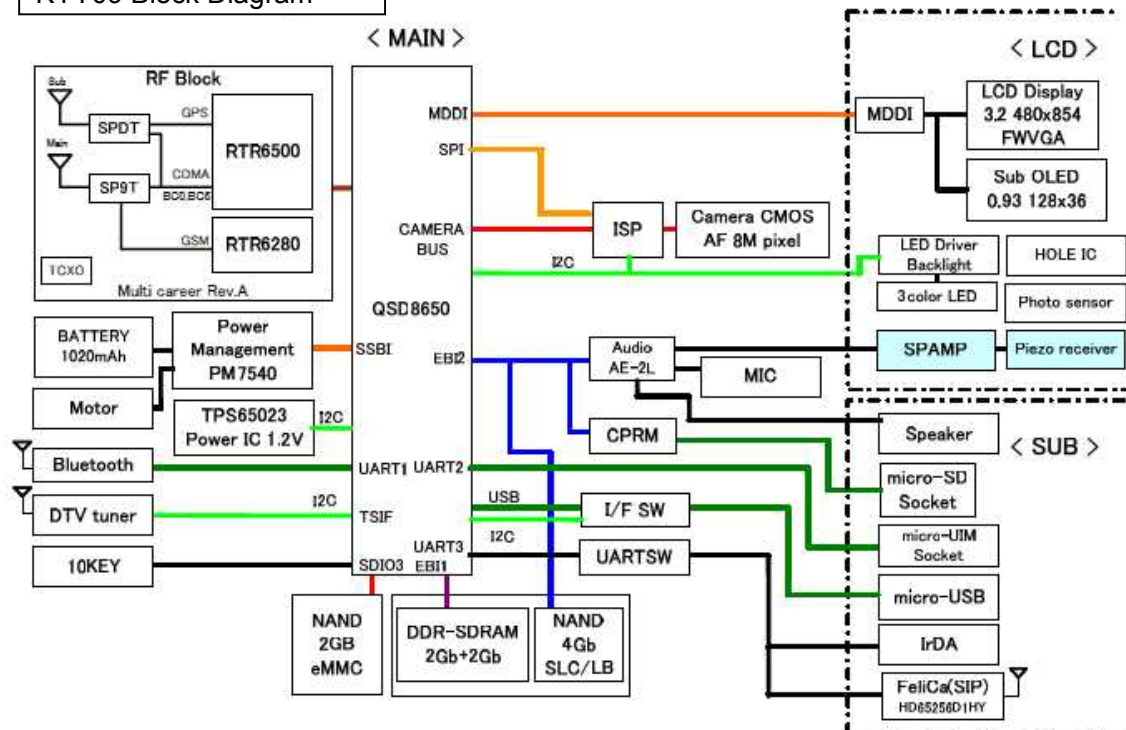 Block Diagram
< MAIN >
< LCD >
RF Block
Sub
GPS
SPDT
RTR6500
Main
CDMA
SP9T
BC0,BC6
GSM
RTR6280
TCXO
Multi career Rev.A
MDDI
SPI
CAMERA
BUS
QSD8650
SSBI
EBI2
UART1
UART2
USB
TSIF
I2C
UART3
SDIO3
EBI1
BATTERY
1020mAh
Power
Management
PM7540
Motor
TPS65023
Power IC 1.2V
I2C
Bluetooth
DTV tuner
I2C
10KEY
NAND
2GB
eMMC
DDR-SDRAM
2Gb+2Gb
NAND
4Gb
SLC/LB
ISP
Camera CMOS
AF 8M pixel
I2C
Audio
AE-2L
MIC
CPRM
I/F SW
UARTSW
MDDI
LCD Display
3.2 480x854
FWVGA
Sub OLED
0.93 128x36
LED Driver
Backlight
HOLE IC
3color LED
Photo sensor
SPAMP
Piezo receiver
Speaker
< SUB >
micro-SD
Socket
micro-UIM
Socket
micro-USB
IrDA
FeliCa(SIP)
HD65256D1HY